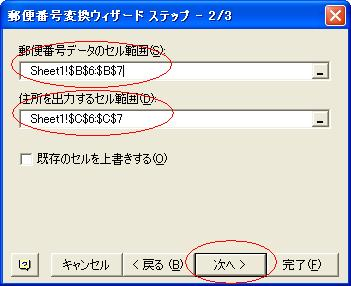 郵便番号変換ウィザード ステップ - 2/3
郵便番号データのセル範囲(S):
Sheet1!$B$6:$B$7
住所を出力するセル範囲(D):
Sheet1!$C$6:$C$7
既存のセルを上書きする(O)
キャンセル < 戻る (B) 次へ > 完了(F)